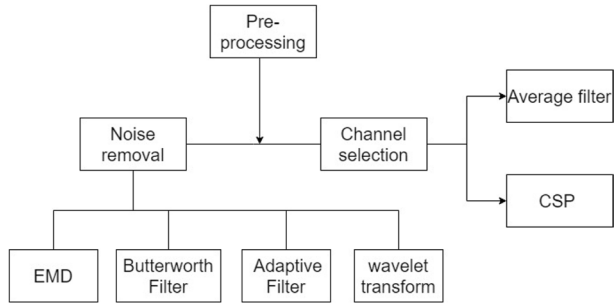 Pre-
processing
Noise
removal
Channel
selection
Average filter
CSP
EMD
Butterworth
Filter
Adaptive
Filter
wavelet
transform